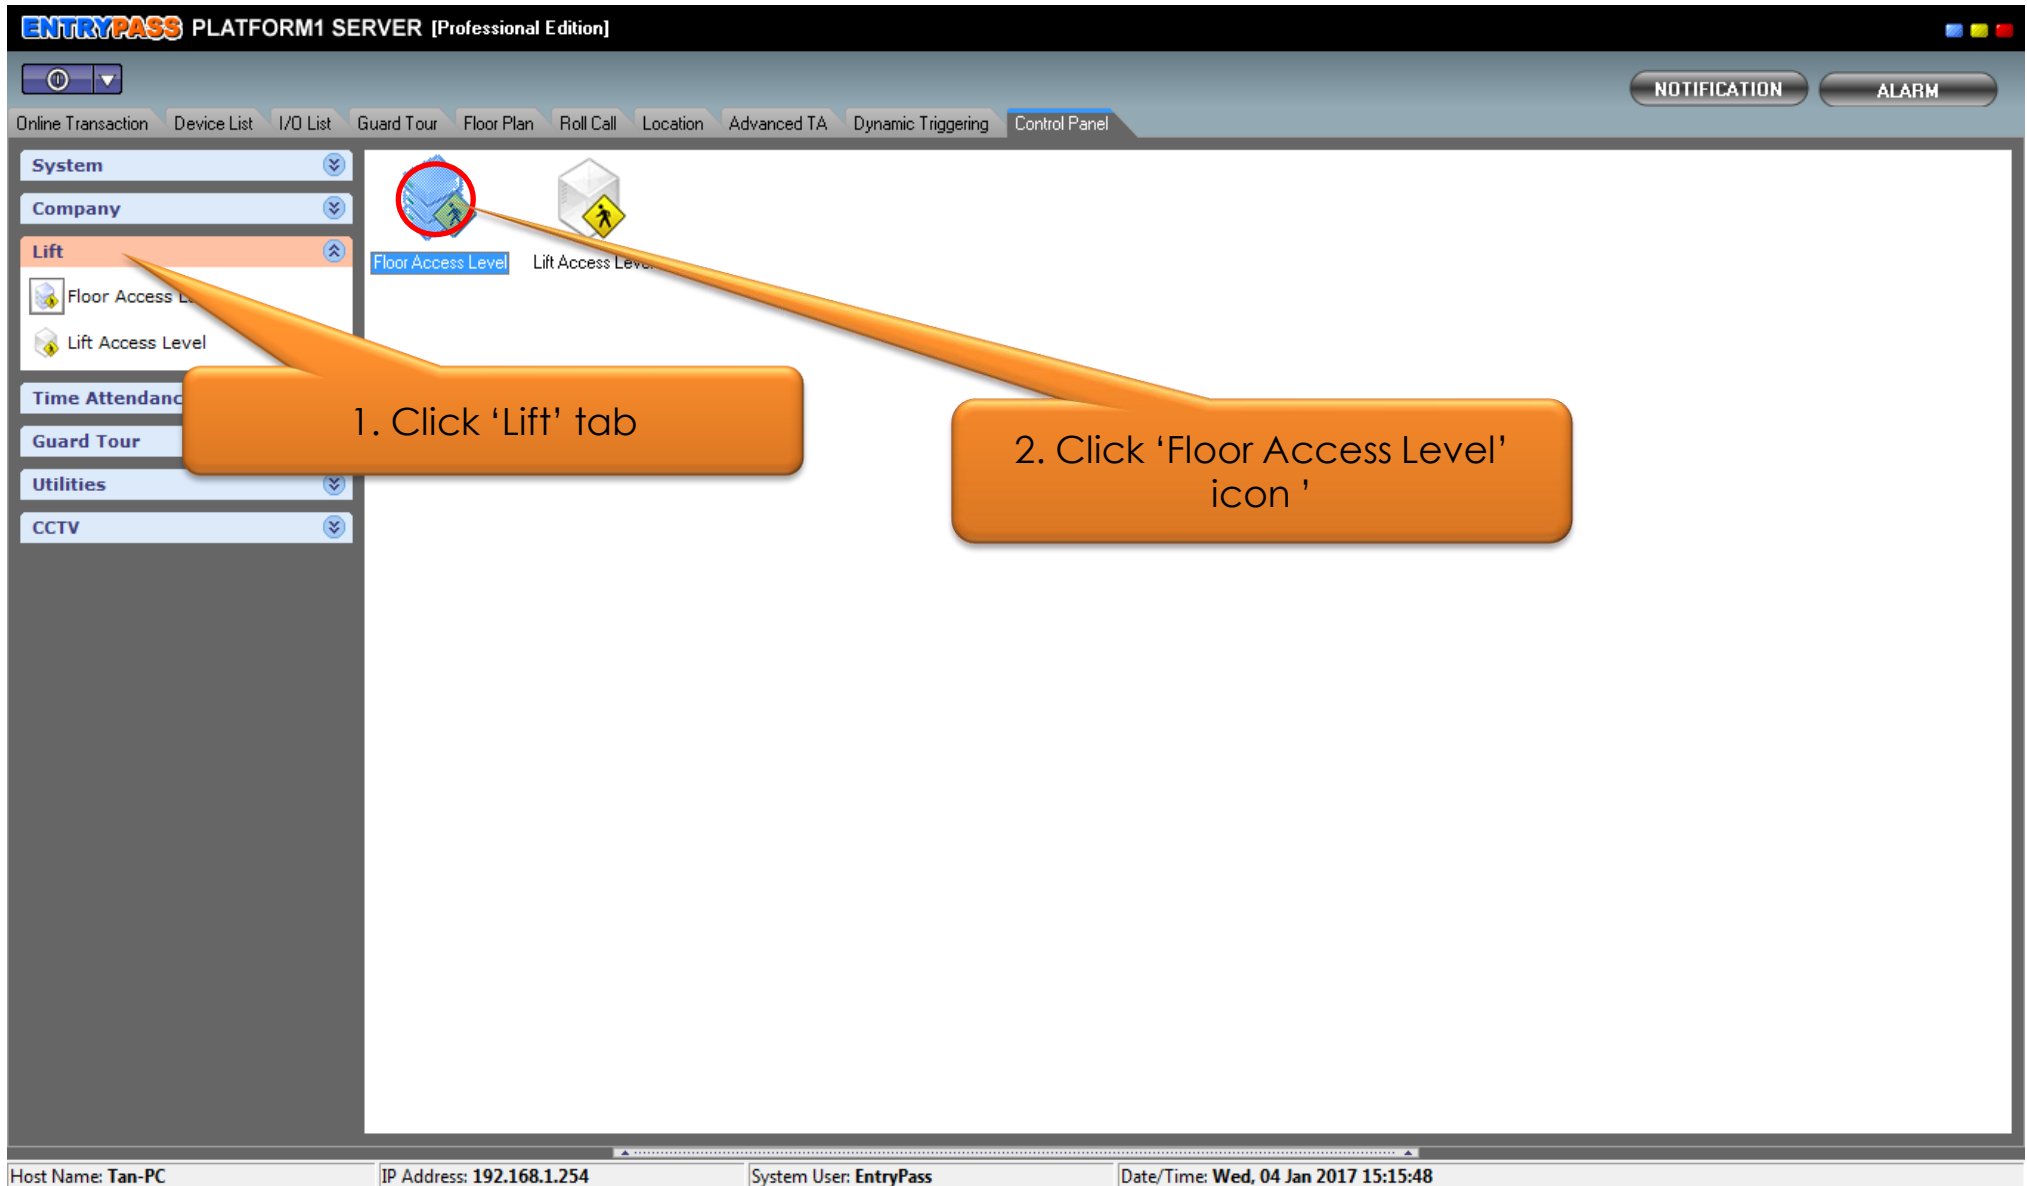 ENTRYPASS PLATFORM1 SERVER [Professional Edition]
NOTIFICATION ALARM
Online Transaction Device List I/O List Guard Tour Floor Plan Roll Call Location Advanced TA Dynamic Triggering Control Panel
System
Company
Lift
Floor Access
Lift Access Level
Time Attendanc
Guard Tour
Utilities
CCTV
Floor Access Level Lift Access Level
1. Click ‘Lift’ tab
2. Click ‘Floor Access Level’
icon ’
Host Name: Tan-PC IP Address: 192.168.1.254 System User: EntryPass Date/Time: Wed, 04 Jan 2017 15:15:48